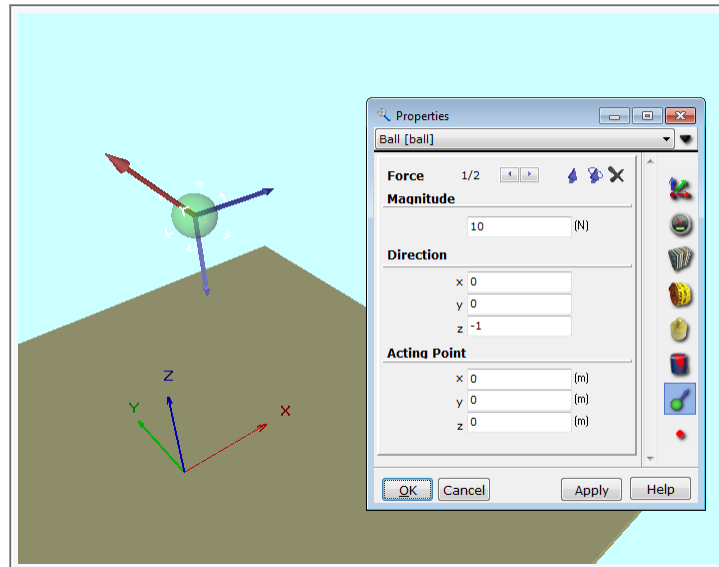 Properties
Ball [ball]
Force 1/2
Magnitude
10 (N)
Direction
x 0
y 0
z -1
Acting Point
x 0 (m)
y 0 (m)
z 0 (m)
Z
Y
X
OK Cancel Apply Help